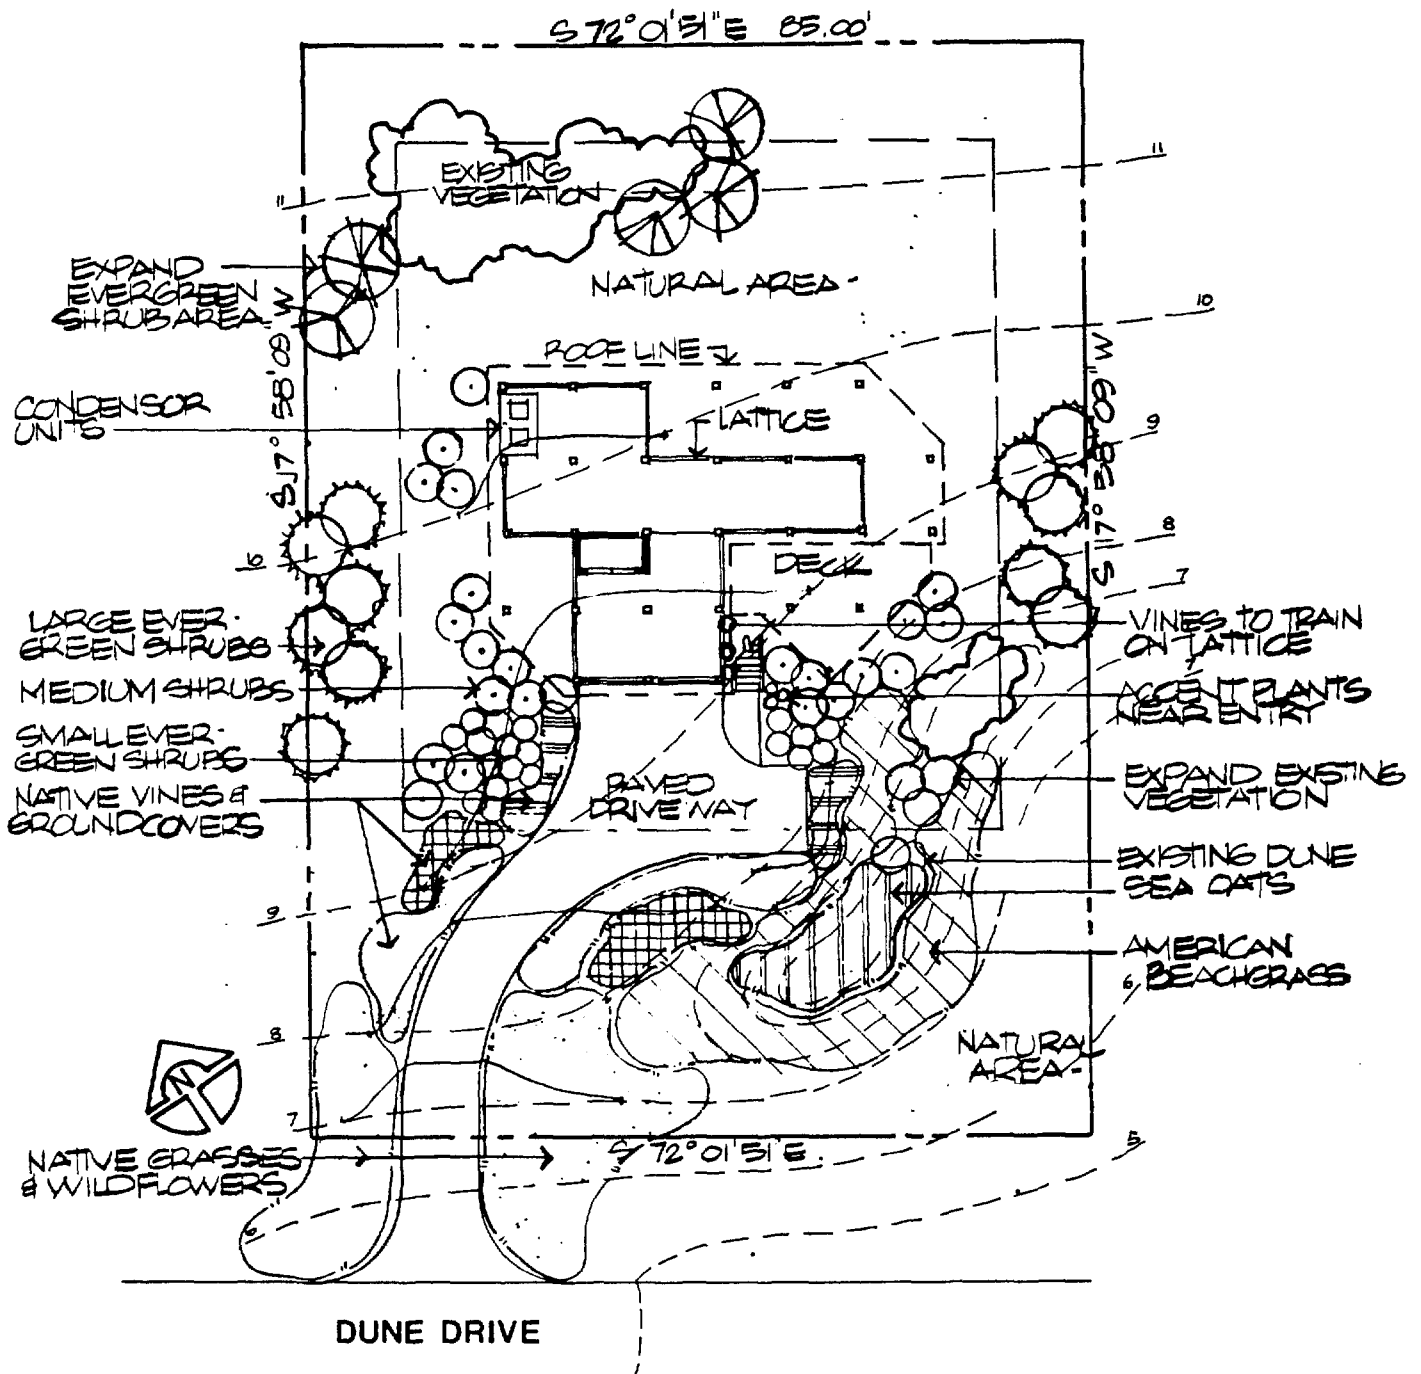 S 72°01'51" E 85.00'
EXISTING
VEGETATION
11
11
EXPAND
EVERGREEN
SHRUB AREA
NATURAL AREA
10
S 17° 58' 09" W
ROOF LINE
S 17° 58' 09" W
CONDENSOR
UNITS
LATTICE
9
8
DECK
7
LARGE EVER-
GREEN SHRUBS
VINES TO TRAIN
ON LATTICE
MEDIUM SHRUBS
ACCENT PLANTS
NEAR ENTRY
SMALL EVER-
GREEN SHRUBS
PAVED
DRIVEWAY
EXPAND EXISTING
VEGETATION
NATIVE VINES &
GROUNDCOVERS
EXISTING DUNE
SEA OATS
9
AMERICAN
BEACHGRASS
6
8
NATURAL
AREA
N
7
S 72° 01' 51" E
5
NATIVE GRASSES
& WILDFLOWERS
6
DUNE DRIVE